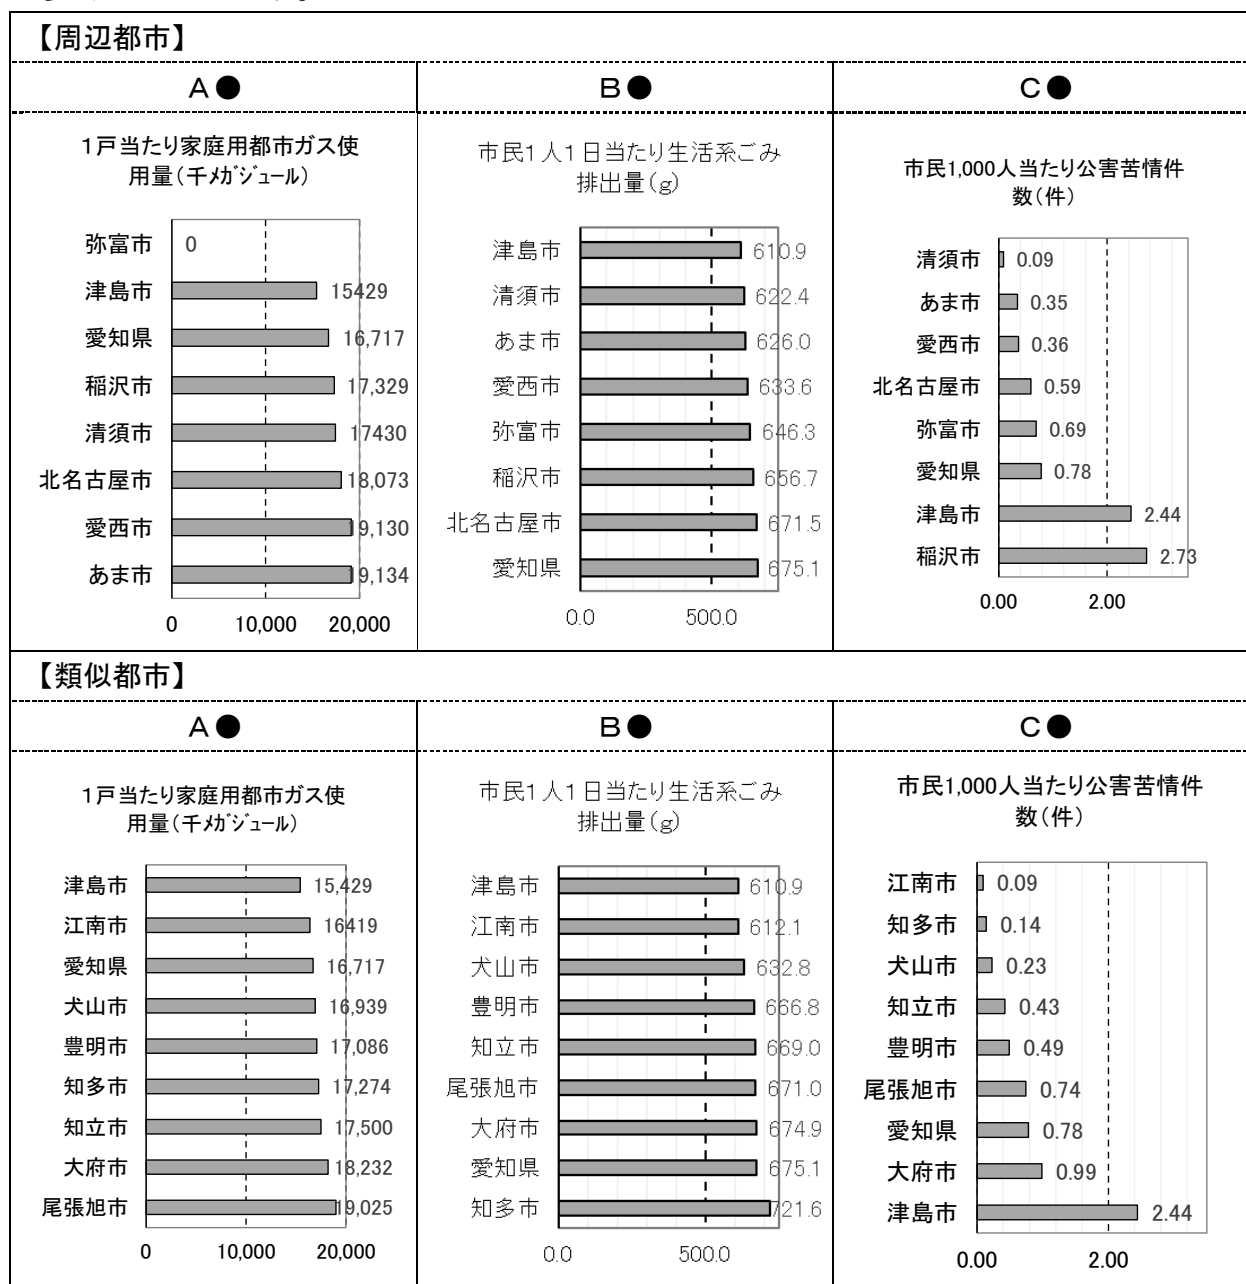 【周辺都市】
A● B● C●
1戸当たり家庭用都市ガス使
用量(千メガジュール)
弥富市 0
津島市 15429
愛知県 16,717
稲沢市 17,329
清須市 17430
北名古屋市 18,073
愛西市 19,130
あま市 19,134
0 10,000 20,000
市民1人1日当たり生活系ごみ
排出量(g)
津島市 610.9
清須市 622.4
あま市 626.0
愛西市 633.6
弥富市 646.3
稲沢市 656.7
北名古屋市 671.5
愛知県 675.1
0.0 500.0
市民1,000人当たり公害苦情件
数(件)
清須市 0.09
あま市 0.35
愛西市 0.36
北名古屋市 0.59
弥富市 0.69
愛知県 0.78
津島市 2.44
稲沢市 2.73
0.00 2.00
【類似都市】
A● B● C●
1戸当たり家庭用都市ガス使
用量(千メガジュール)
津島市 15,429
江南市 16419
愛知県 16,717
犬山市 16,939
豊明市 17,086
知多市 17,274
知立市 17,500
大府市 18,232
尾張旭市 19,025
0 10,000 20,000
市民1人1日当たり生活系ごみ
排出量(g)
津島市 610.9
江南市 612.1
犬山市 632.8
豊明市 666.8
知立市 669.0
尾張旭市 671.0
大府市 674.9
愛知県 675.1
知多市 721.6
0.0 500.0
市民1,000人当たり公害苦情件
数(件)
江南市 0.09
知多市 0.14
犬山市 0.23
知立市 0.43
豊明市 0.49
尾張旭市 0.74
愛知県 0.78
大府市 0.99
津島市 2.44
0.00 2.00